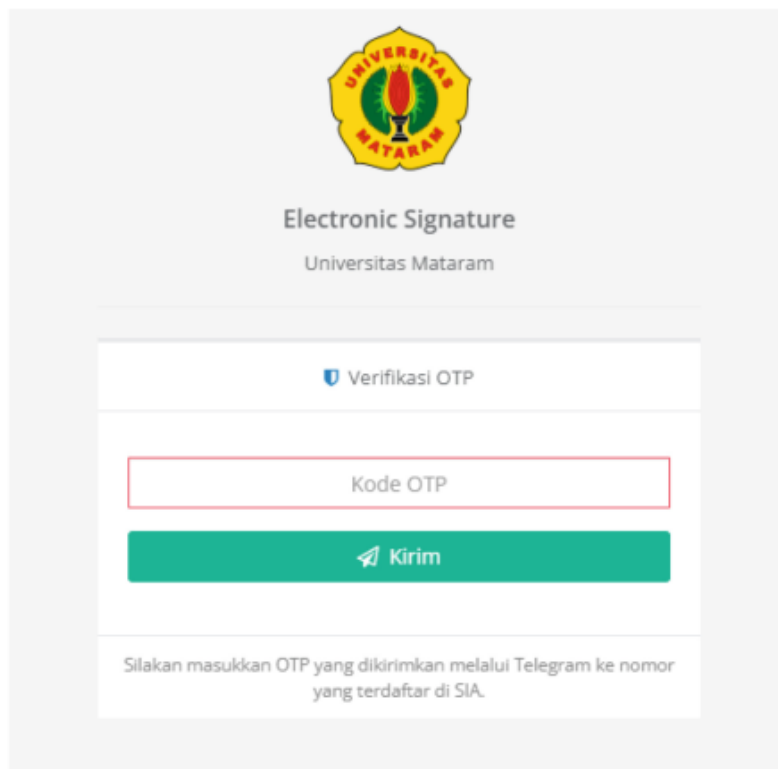 UNIVERSITAS
MATARAM
Electronic Signature
Universitas Mataram
Verifikasi OTP
Kode OTP
Kirim
Silakan masukkan OTP yang dikirimkan melalui Telegram ke nomor
yang terdaftar di SIA.